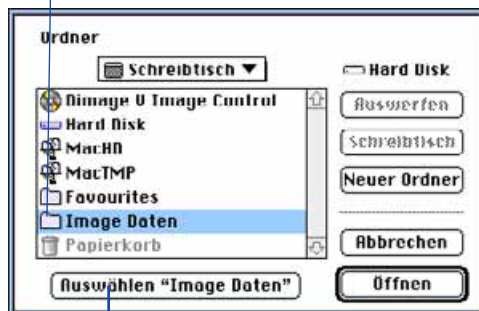 Ordner
Schreibtisch
Hard Disk
Dimage V Image Control
Hard Disk
MacHD
MacTMP
Favourites
Image Daten
Papierkorb
Auswerfen
Schreibtisch
Neuer Ordner
Abbrechen
Auswählen "Image Daten"
Öffnen